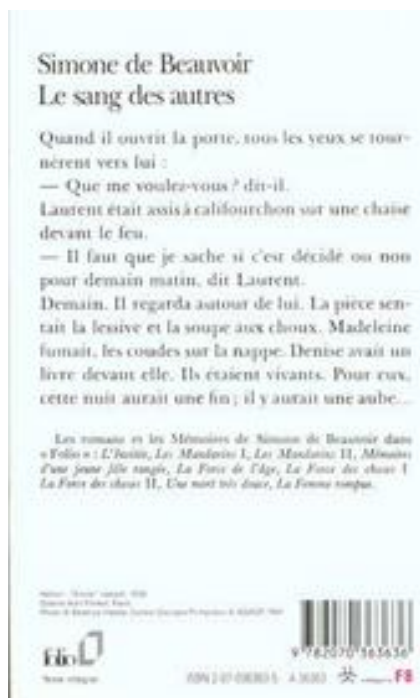 Simone de Beauvoir
Le sang des autres
Quand il ouvrit la porte, tous les yeux se tour-
nèrent vers lui :
— Que me voulez-vous ? dit-il.
Laurent était assis à califourchon sur une chaise
devant le feu.
— Il faut que je sache si c'est décidé ou non
pour demain matin, dit Laurent.
Demain. Il regarda autour de lui. La pièce sen-
tait la lessive et la soupe aux choux. Madeleine
fumait, les coudes sur la nappe. Denise avait un
livre devant elle. Ils étaient vivants. Pour eux,
cette nuit aurait une fin ; il y aurait une aube...
Les romans et les Mémoires de Simone de Beauvoir dans
« Folio » : L'Invitée, Les Mandarins I, Les Mandarins II, Mémoires
d'une jeune fille rangée, La Force de l'âge, La Force des choses I
La Force des choses II, Une mort très douce, La Femme rompue.
folio
Texte intégral
9 782070 363636
A 36363
F8